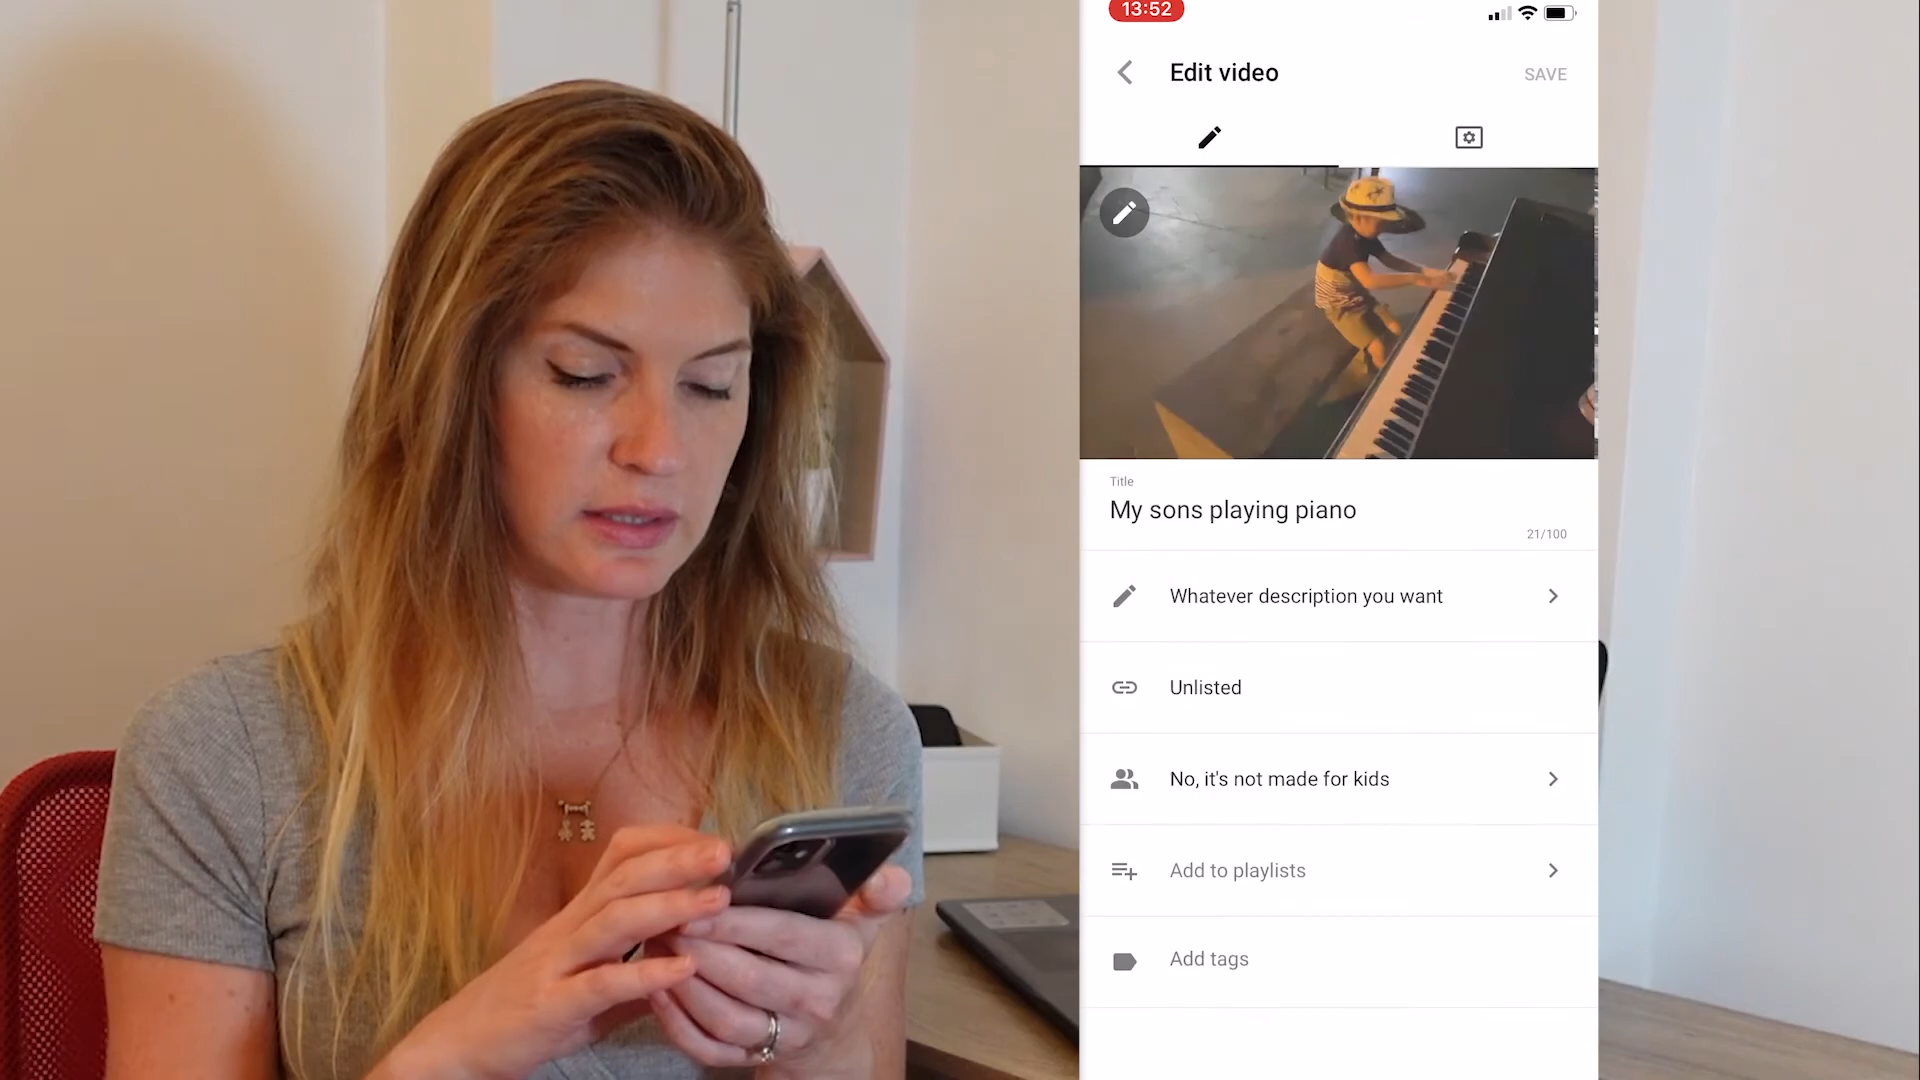 13:52
Edit video
SAVE
Title
My sons playing piano
21/100
Whatever description you want
Unlisted
No, it's not made for kids
Add to playlists
Add tags